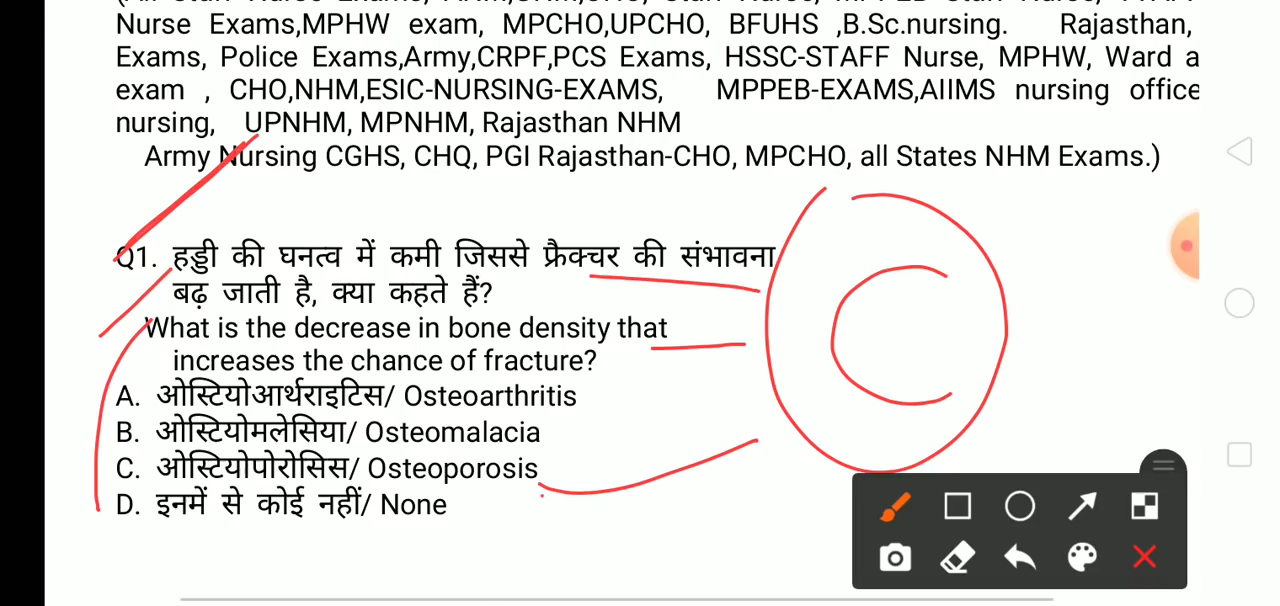 Nurse Exams,MPHW exam, MPCHO,UPCHO, BFUHS ,B.Sc.nursing. Rajasthan,
Exams, Police Exams,Army,CRPF,PCS Exams, HSSC-STAFF Nurse, MPHW, Ward a
exam , CHO,NHM,ESIC-NURSING-EXAMS, MPPEB-EXAMS,AIIMS nursing office
nursing, UPNHM, MPNHM, Rajasthan NHM
Army Nursing CGHS, CHQ, PGI Rajasthan-CHO, MPCHO, all States NHM Exams.)
Q1. हड्डी की घनत्व में कमी जिससे फ्रैक्चर की संभावना
बढ़ जाती है, क्या कहते हैं?
What is the decrease in bone density that
increases the chance of fracture?
A. ओस्टियोआर्थराइटिस/ Osteoarthritis
B. ओस्टियोमलेसिया/ Osteomalacia
C. ओस्टियोपोरोसिस/ Osteoporosis
D. इनमें से कोई नहीं/ None
C